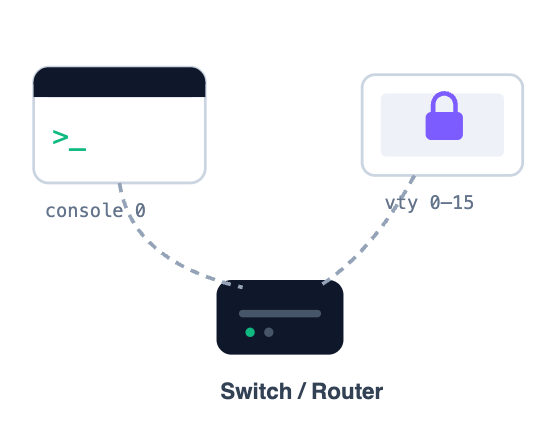 >_
console 0
vty 0–15
Switch / Router